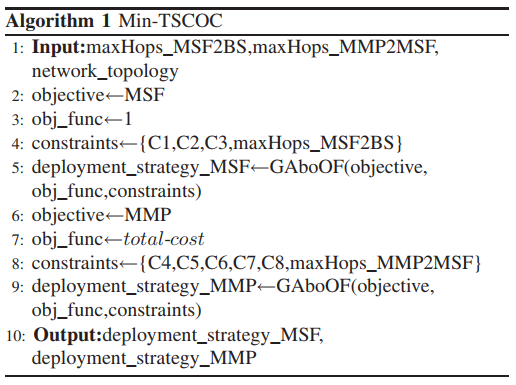 Algorithm 1 Min-TSCOC
1: Input:maxHops_MSF2BS,maxHops_MMP2MSF,
network_topology
2: objective←MSF
3: obj_func←1
4: constraints←{C1,C2,C3,maxHops_MSF2BS}
5: deployment_strategy_MSF←GAboOF(objective,
obj_func,constraints)
6: objective←MMP
7: obj_func←total-cost
8: constraints←{C4,C5,C6,C7,C8,maxHops_MMP2MSF}
9: deployment_strategy_MMP←GAboOF(objective,
obj_func,constraints)
10: Output:deployment_strategy_MSF,
deployment_strategy_MMP